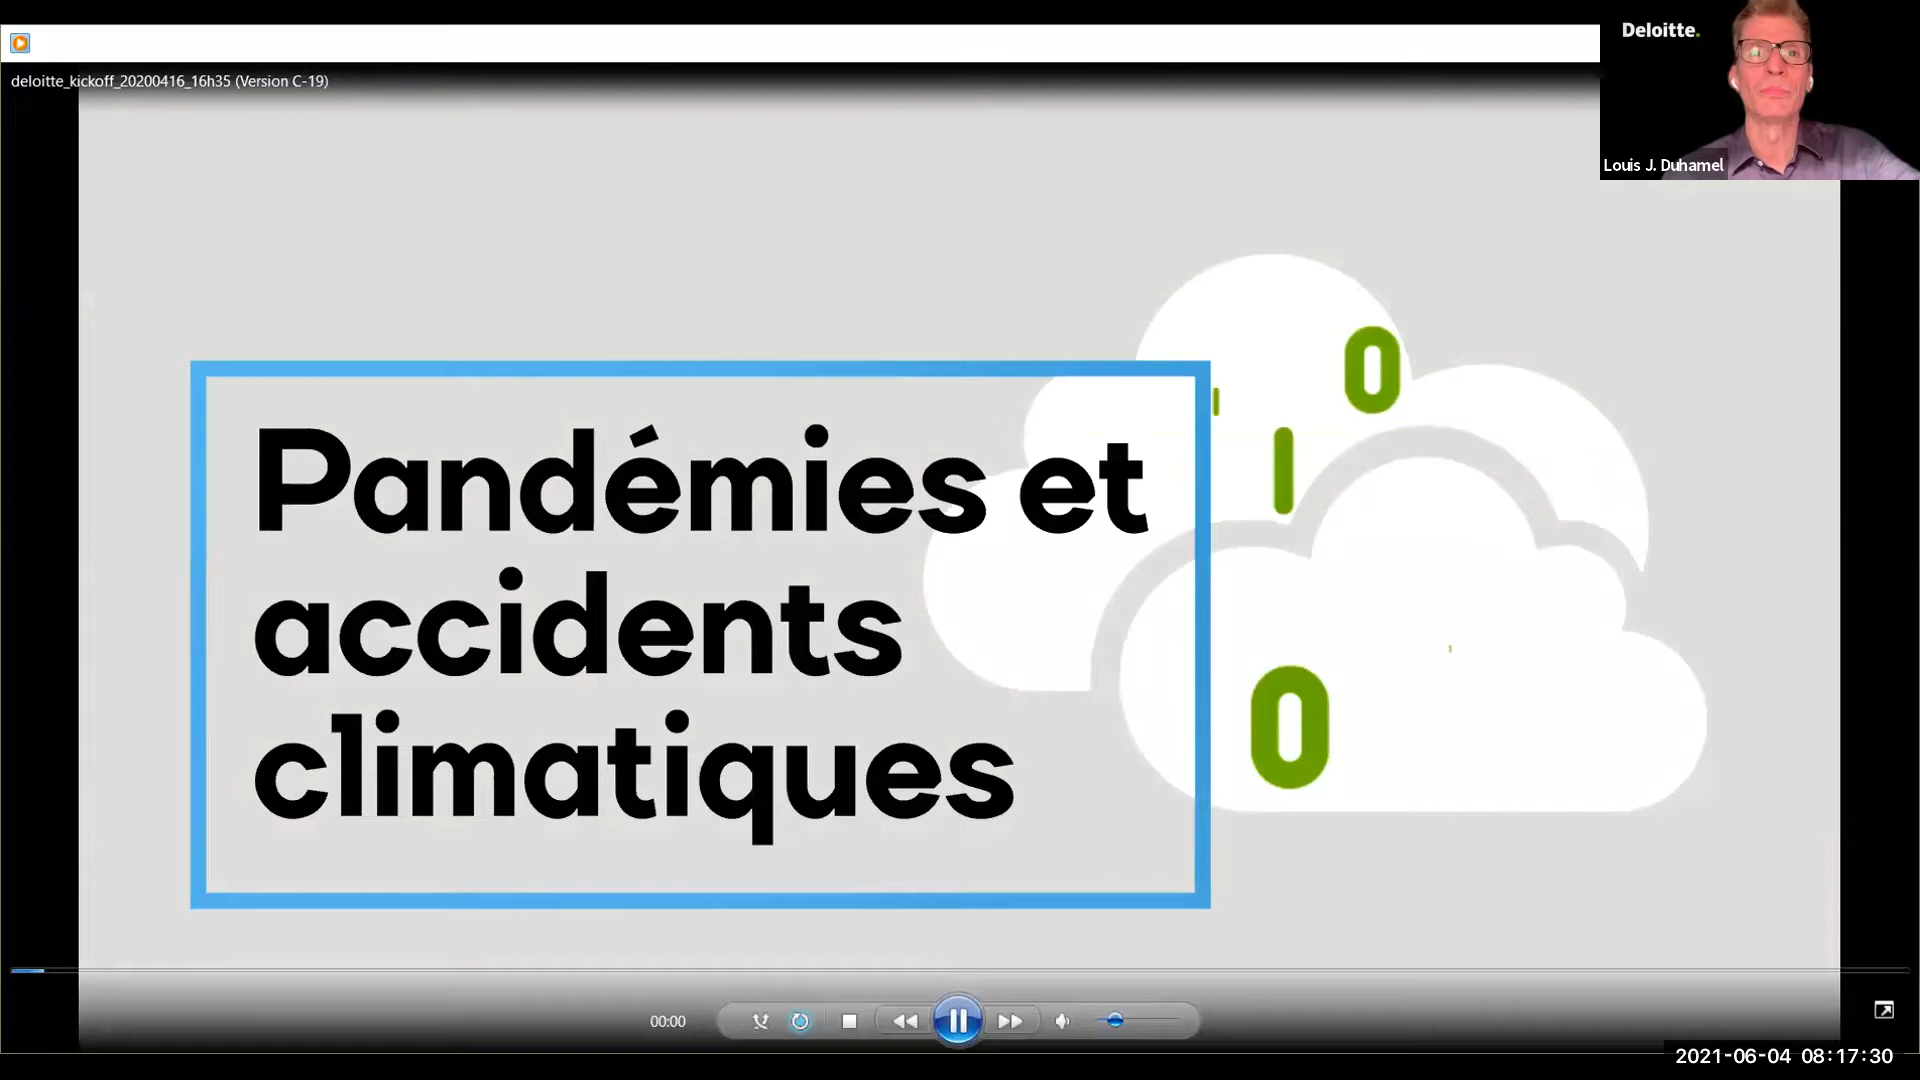 Deloitte.
deloitte_kickoff_20200416_16h35 (Version C-19)
Louis J. Duhamel
Pandémies et
accidents
climatiques
0
1
0
00:00
2021-06-04 08:17:30